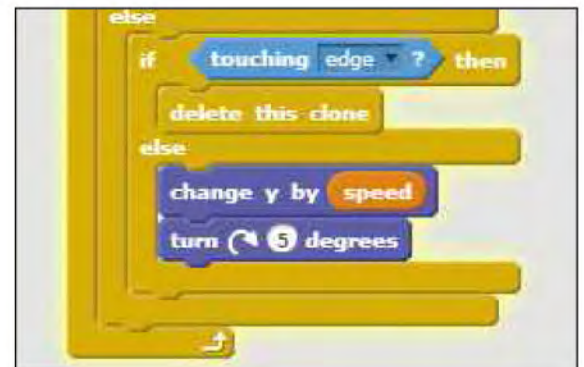 else
if touching edge ? then
delete this clone
else
change y by speed
turn 5 degrees